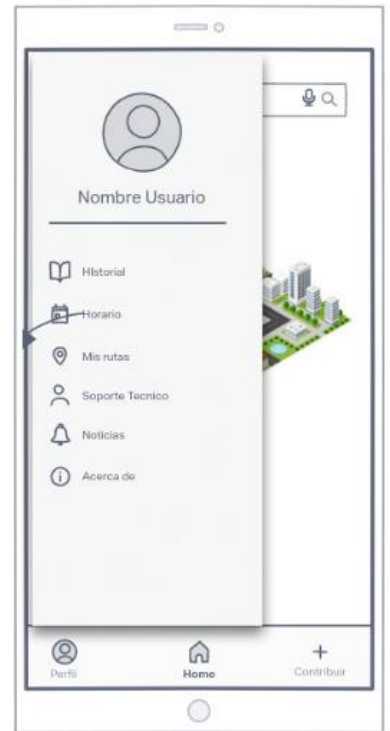 Nombre Usuario
Historial
Horario
Mis rutas
Soporte Tecnico
Noticias
Acerca de
Perfil
Home
Contribuir